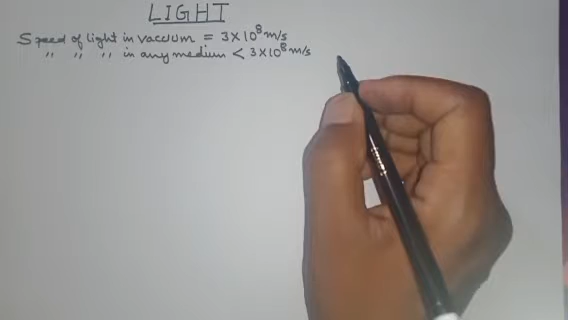 LIGHT
Speed of light in vacuum = 3×10⁸ m/s
" " " in any medium < 3×10⁸ m/s